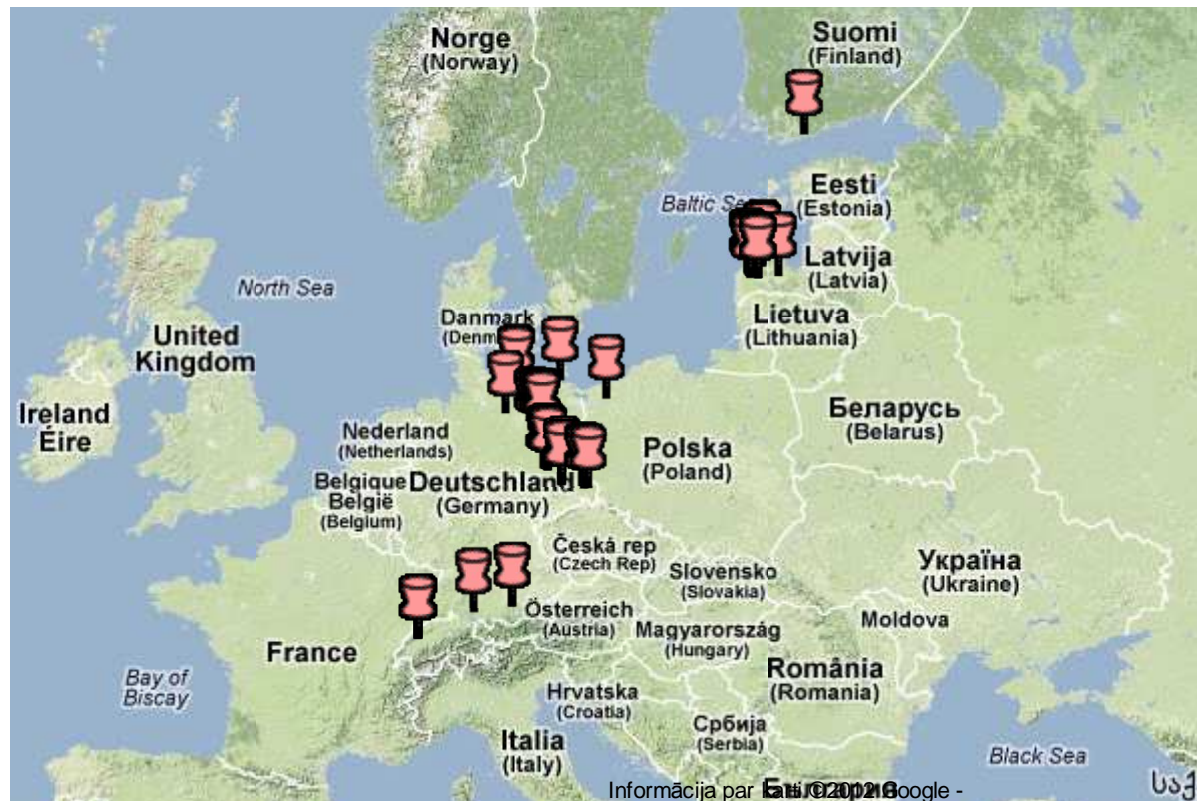 Norge
(Norway)
Suomi
(Finland)
Baltic Se
Eesti
(Estonia)
Latvija
(Latvia)
North Sea
Danmark
(Denm
Lietuva
(Lithuania)
United
Kingdom
Ireland
Éire
Беларусь
(Belarus)
Nederland
(Netherlands)
Polska
(Poland)
Belgique
België
(Belgium)
Deutschland
(Germany)
Česká rep
(Czech Rep)
Slovensko
(Slovakia)
Україна
(Ukraine)
Österreich
(Austria)
Magyarország
(Hungary)
Moldova
France
România
(Romania)
Bay of
Biscay
Hrvatska
(Croatia)
Србија
(Serbia)
Italia
(Italy)
Black Sea
Informācija par ©2012 Google -